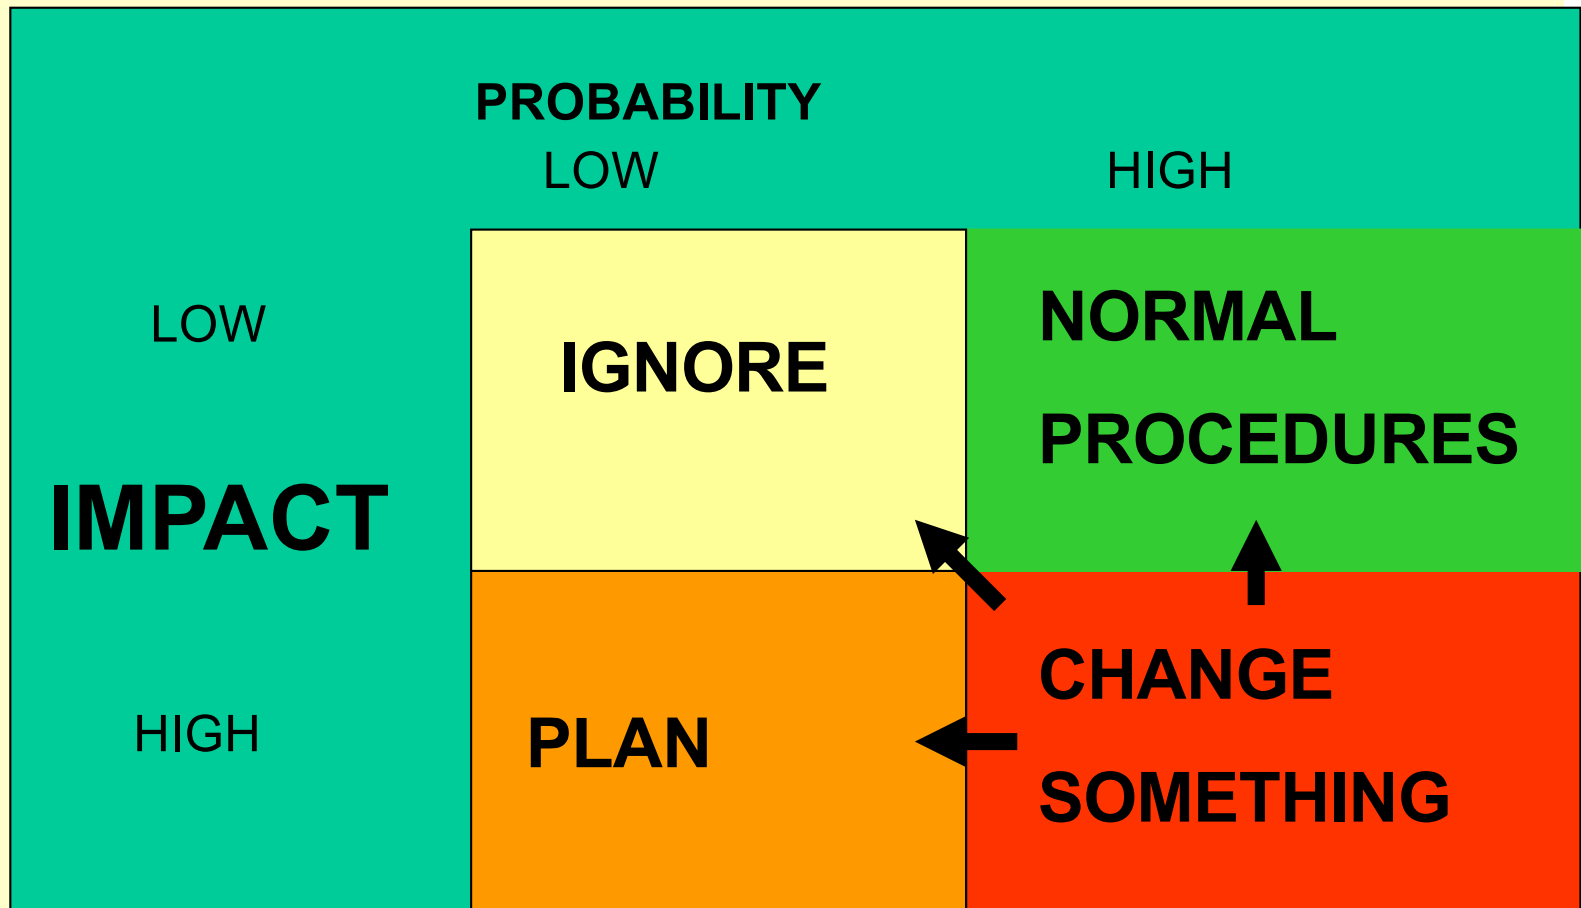 PROBABILITY
LOW HIGH
LOW
IGNORE
NORMAL
PROCEDURES
IMPACT
HIGH
PLAN
CHANGE
SOMETHING